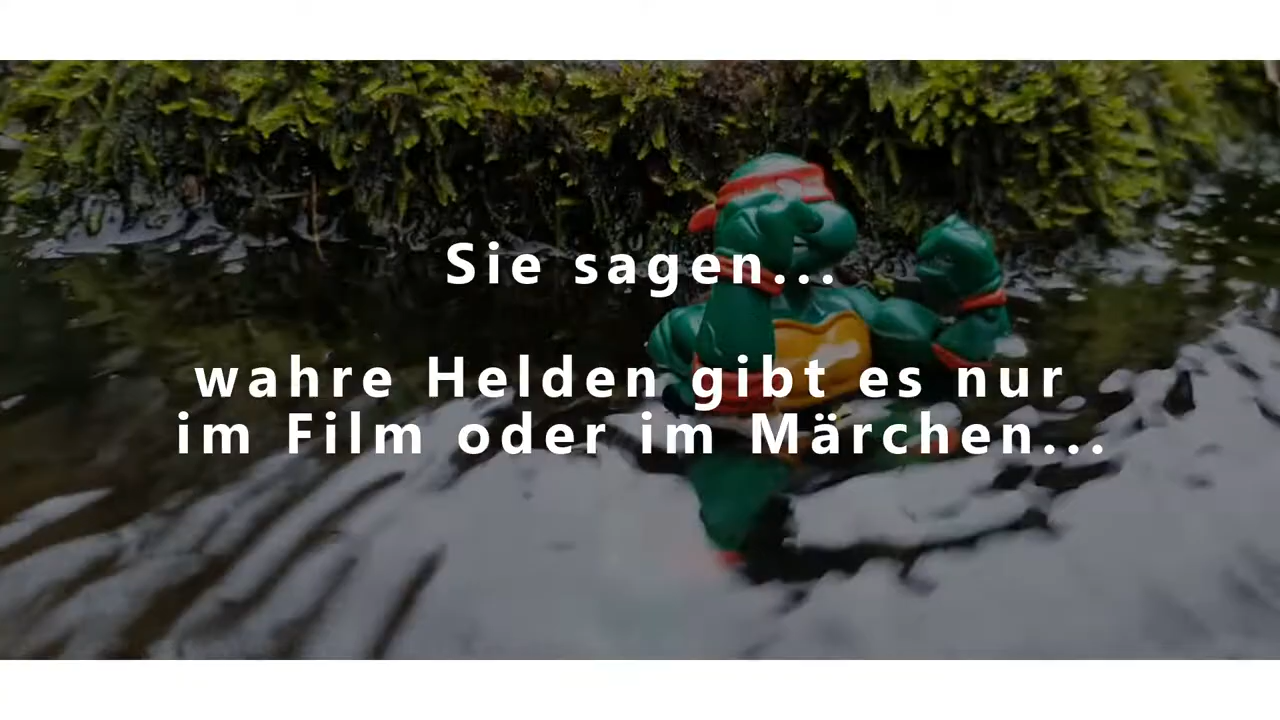 Sie sagen...
wahre Helden gibt es nur
im Film oder im Märchen...